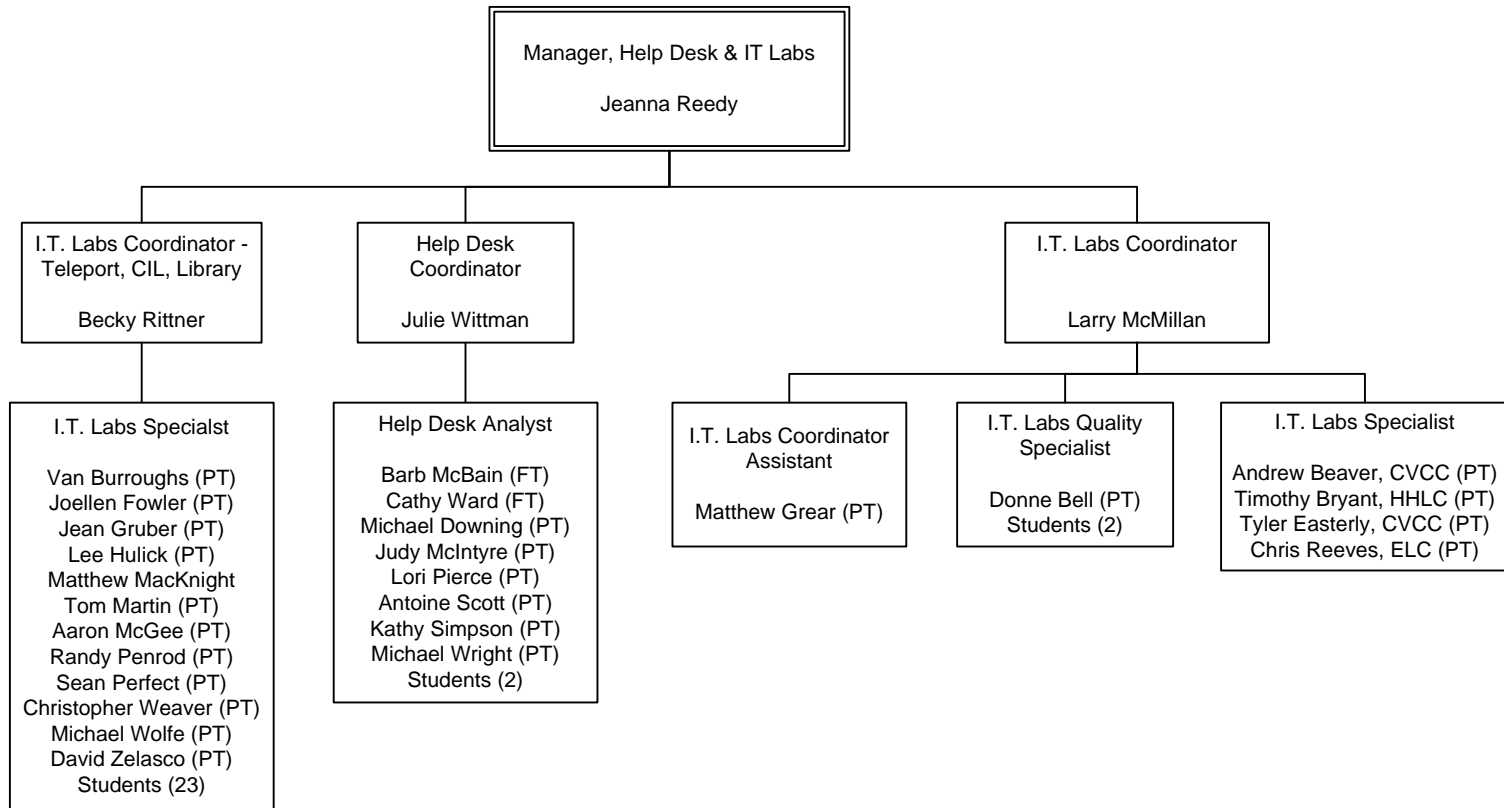 Manager, Help Desk & IT Labs
Jeanna Reedy
I.T. Labs Coordinator -
Teleport, CIL, Library
Becky Rittner
Help Desk
Coordinator
Julie Wittman
I.T. Labs Coordinator
Larry McMillan
I.T. Labs Specialst
Van Burroughs (PT)
Joellen Fowler (PT)
Jean Gruber (PT)
Lee Hulick (PT)
Matthew MacKnight
Tom Martin (PT)
Aaron McGee (PT)
Randy Penrod (PT)
Sean Perfect (PT)
Christopher Weaver (PT)
Michael Wolfe (PT)
David Zelasco (PT)
Students (23)
Help Desk Analyst
Barb McBain (FT)
Cathy Ward (FT)
Michael Downing (PT)
Judy McIntyre (PT)
Lori Pierce (PT)
Antoine Scott (PT)
Kathy Simpson (PT)
Michael Wright (PT)
Students (2)
I.T. Labs Coordinator
Assistant
Matthew Grear (PT)
I.T. Labs Quality
Specialist
Donne Bell (PT)
Students (2)
I.T. Labs Specialist
Andrew Beaver, CVCC (PT)
Timothy Bryant, HHLC (PT)
Tyler Easterly, CVCC (PT)
Chris Reeves, ELC (PT)